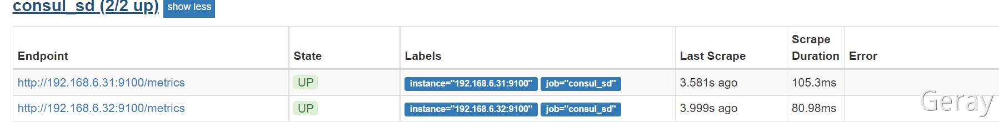 consul_sd (2/2 up) show less
Endpoint State Labels Last Scrape Scrape Duration Error
http://192.168.6.31:9100/metrics UP instance="192.168.6.31:9100" job="consul_sd" 3.581s ago 105.3ms
http://192.168.6.32:9100/metrics UP instance="192.168.6.32:9100" job="consul_sd" 3.999s ago 80.98ms
Geray